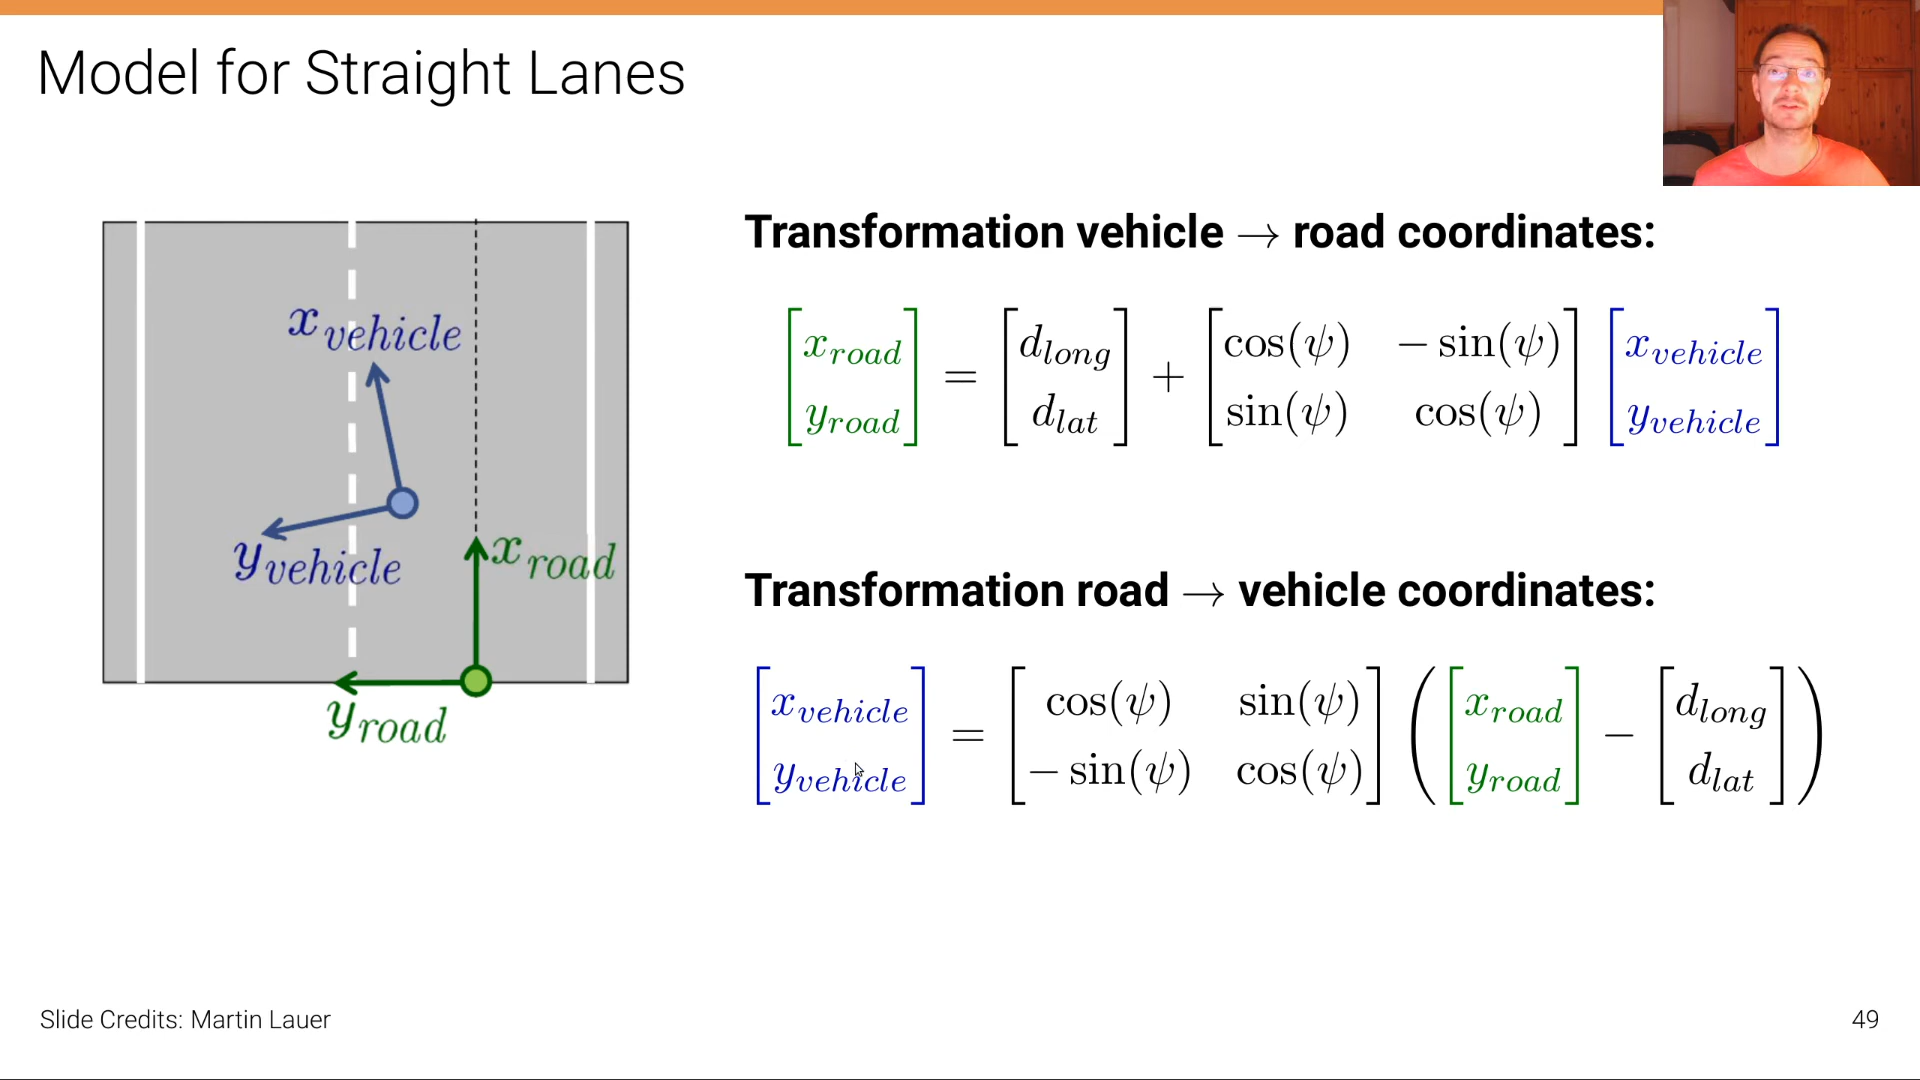 Model for Straight Lanes
x_vehicle
y_vehicle
x_road
y_road
Transformation vehicle → road coordinates:
[x_road; y_road] = [d_long; d_lat] + [cos(ψ) −sin(ψ); sin(ψ) cos(ψ)] [x_vehicle; y_vehicle]
Transformation road → vehicle coordinates:
[x_vehicle; y_vehicle] = [cos(ψ) sin(ψ); −sin(ψ) cos(ψ)] ([x_road; y_road] − [d_long; d_lat])
Slide Credits: Martin Lauer
49